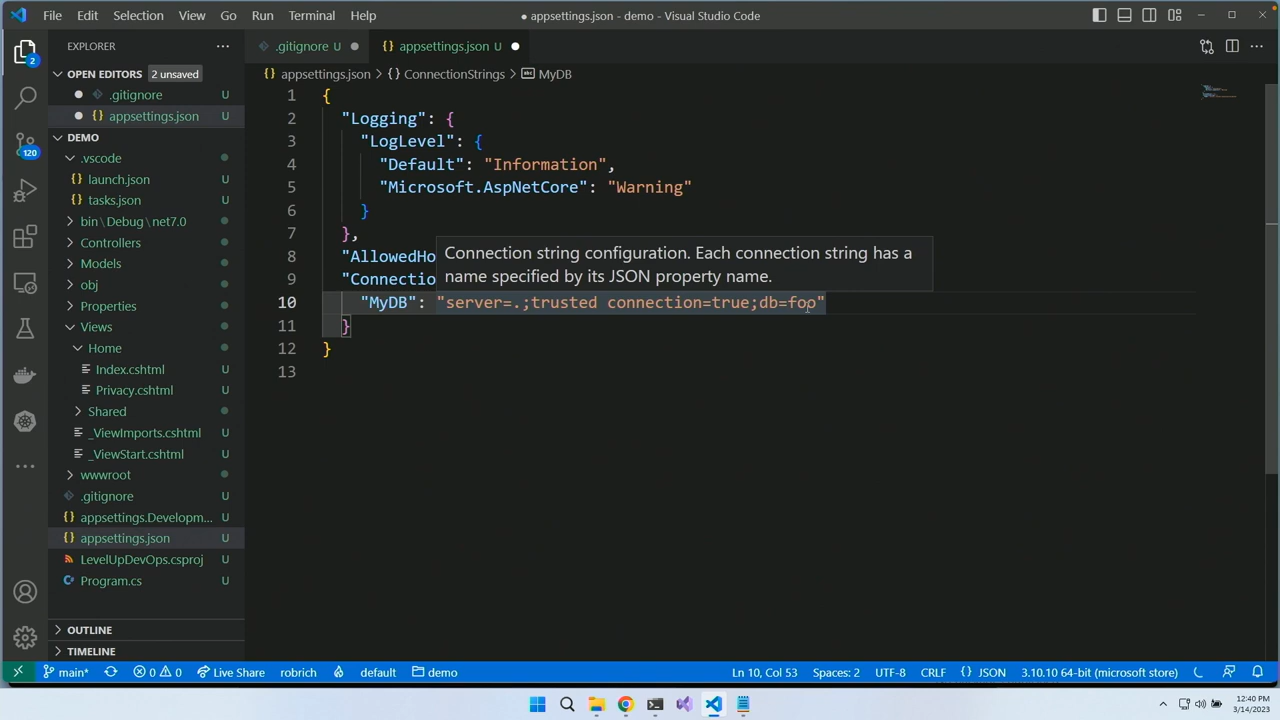 File Edit Selection View Go Run Terminal Help
● appsettings.json - demo - Visual Studio Code
EXPLORER
OPEN EDITORS 2 unsaved
.gitignore U
appsettings.json U
DEMO
.vscode
launch.json U
tasks.json U
bin\Debug\net7.0
Controllers
Models
obj
Properties
Views
Home
Index.cshtml U
Privacy.cshtml U
Shared
_ViewImports.cshtml U
_ViewStart.cshtml U
wwwroot
.gitignore U
appsettings.Developm... U
appsettings.json U
LevelUpDevOps.csproj U
Program.cs U
OUTLINE
TIMELINE
2
120
.gitignore U
appsettings.json U
appsettings.json > {} ConnectionStrings > abc MyDB
1 {
2 "Logging": {
3 "LogLevel": {
4 "Default": "Information",
5 "Microsoft.AspNetCore": "Warning"
6 }
7 },
8 "AllowedHo
9 "Connectio
Connection string configuration. Each connection string has a
name specified by its JSON property name.
10 "MyDB": "server=.;trusted connection=true;db=foo"
11 }
12 }
13
main* 0 0 Live Share robrich default demo
Ln 10, Col 53 Spaces: 2 UTF-8 CRLF {} JSON 3.10.10 64-bit (microsoft store)
12:40 PM
3/14/2023